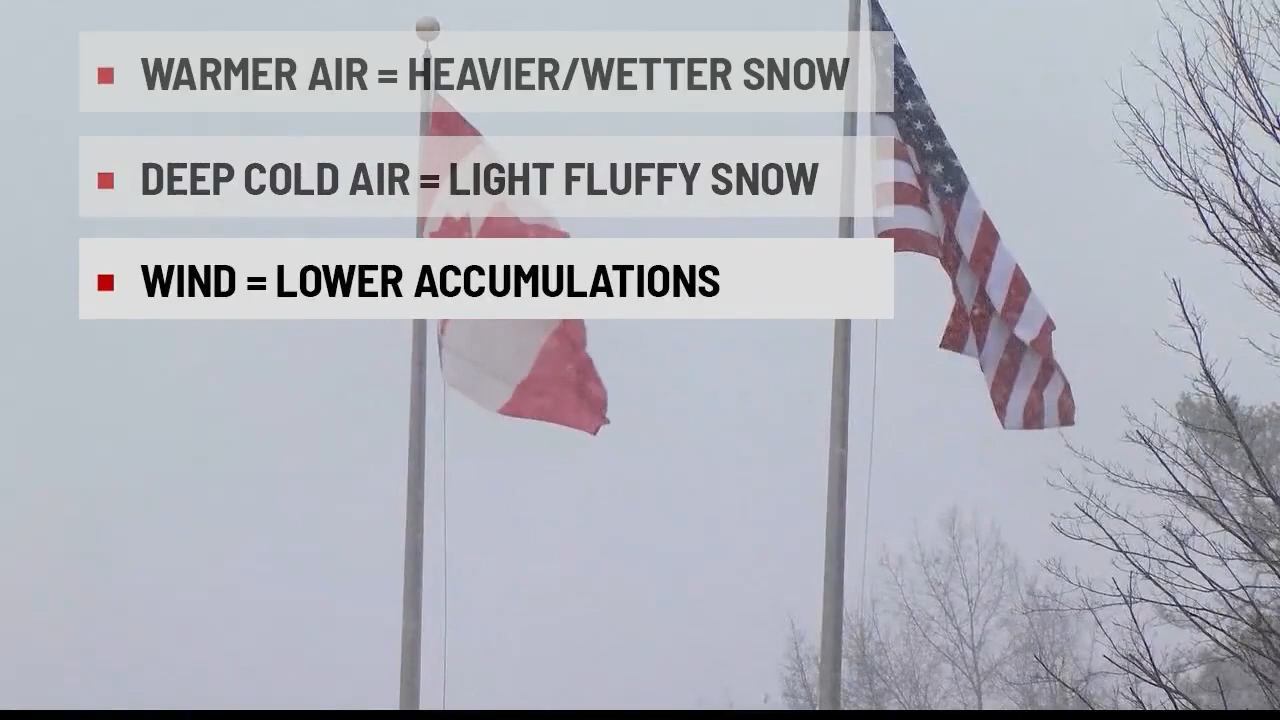 WARMER AIR = HEAVIER/WETTER SNOW
DEEP COLD AIR = LIGHT FLUFFY SNOW
WIND = LOWER ACCUMULATIONS